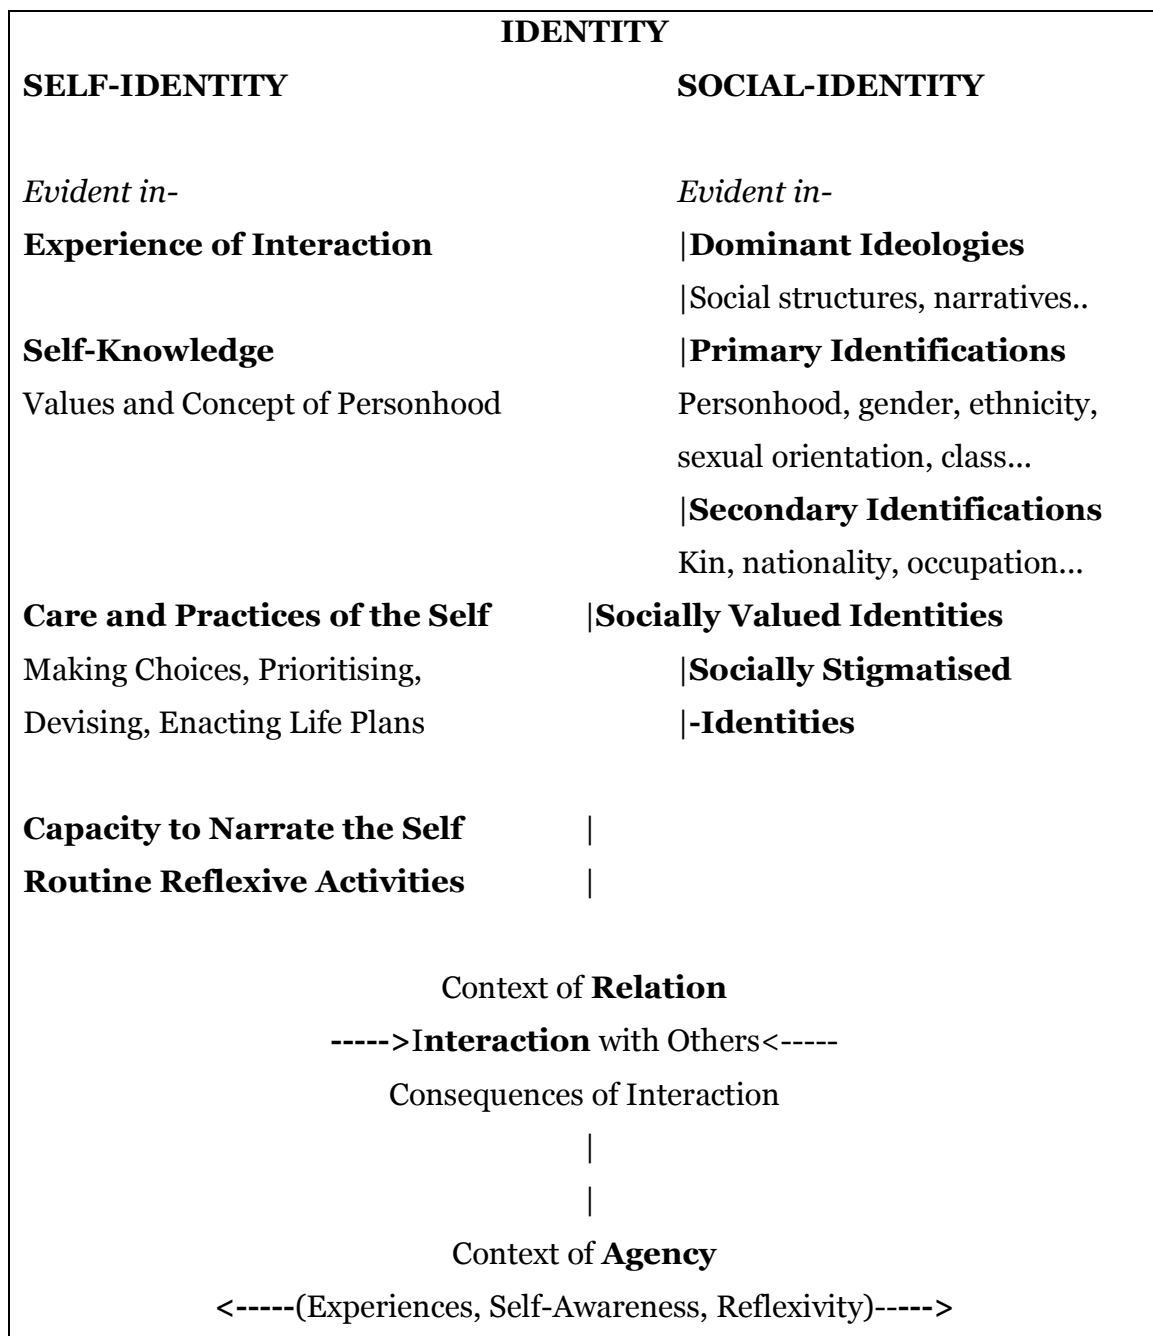 IDENTITY
SELF-IDENTITY SOCIAL-IDENTITY
Evident in- Evident in-
Experience of Interaction |Dominant Ideologies
|Social structures, narratives..
Self-Knowledge |Primary Identifications
Values and Concept of Personhood Personhood, gender, ethnicity,
sexual orientation, class...
|Secondary Identifications
Kin, nationality, occupation...
Care and Practices of the Self |Socially Valued Identities
Making Choices, Prioritising, |Socially Stigmatised
Devising, Enacting Life Plans |-Identities
Capacity to Narrate the Self |
Routine Reflexive Activities |
Context of Relation
----->Interaction with Others<-----
Consequences of Interaction
|
|
Context of Agency
<-----(Experiences, Self-Awareness, Reflexivity)----->